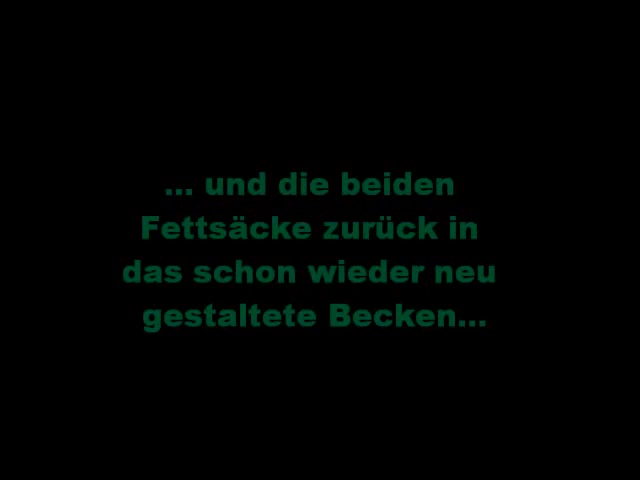 ... und die beiden
Fettsäcke zurück in
das schon wieder neu
gestaltete Becken...